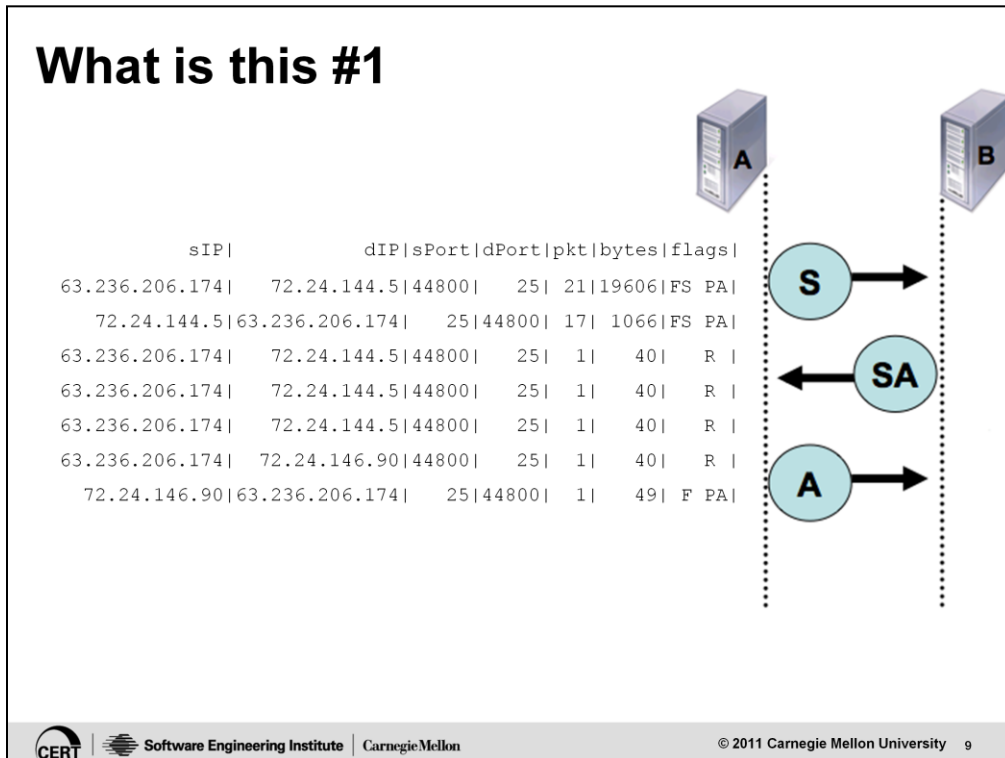 What is this #1
A
B
sIP|            dIP|sPort|dPort|pkt|bytes|flags|
63.236.206.174|    72.24.144.5|44800|   25| 21|19606|FS PA|
72.24.144.5|63.236.206.174|   25|44800| 17| 1066|FS PA|
63.236.206.174|    72.24.144.5|44800|   25|  1|   40|  R  |
63.236.206.174|    72.24.144.5|44800|   25|  1|   40|  R  |
63.236.206.174|    72.24.144.5|44800|   25|  1|   40|  R  |
63.236.206.174|   72.24.146.90|44800|   25|  1|   40|  R  |
72.24.146.90|63.236.206.174|   25|44800|  1|   49| F PA|
S
SA
A
CERT | Software Engineering Institute | Carnegie Mellon
© 2011 Carnegie Mellon University 9